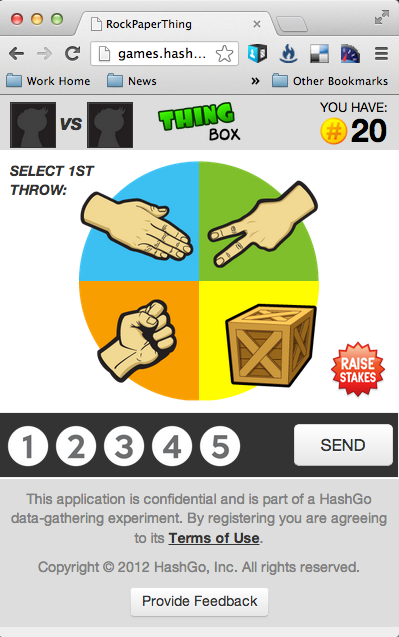 RockPaperThing
games.hash...
Work Home
News
»
Other Bookmarks
VS
THING
BOX
YOU HAVE:
# 20
SELECT 1ST
THROW:
RAISE
STAKES
1 2 3 4 5
SEND
This application is confidential and is part of a HashGo
data-gathering experiment. By registering you are agreeing
to its Terms of Use.
Copyright © 2012 HashGo, Inc. All rights reserved.
Provide Feedback